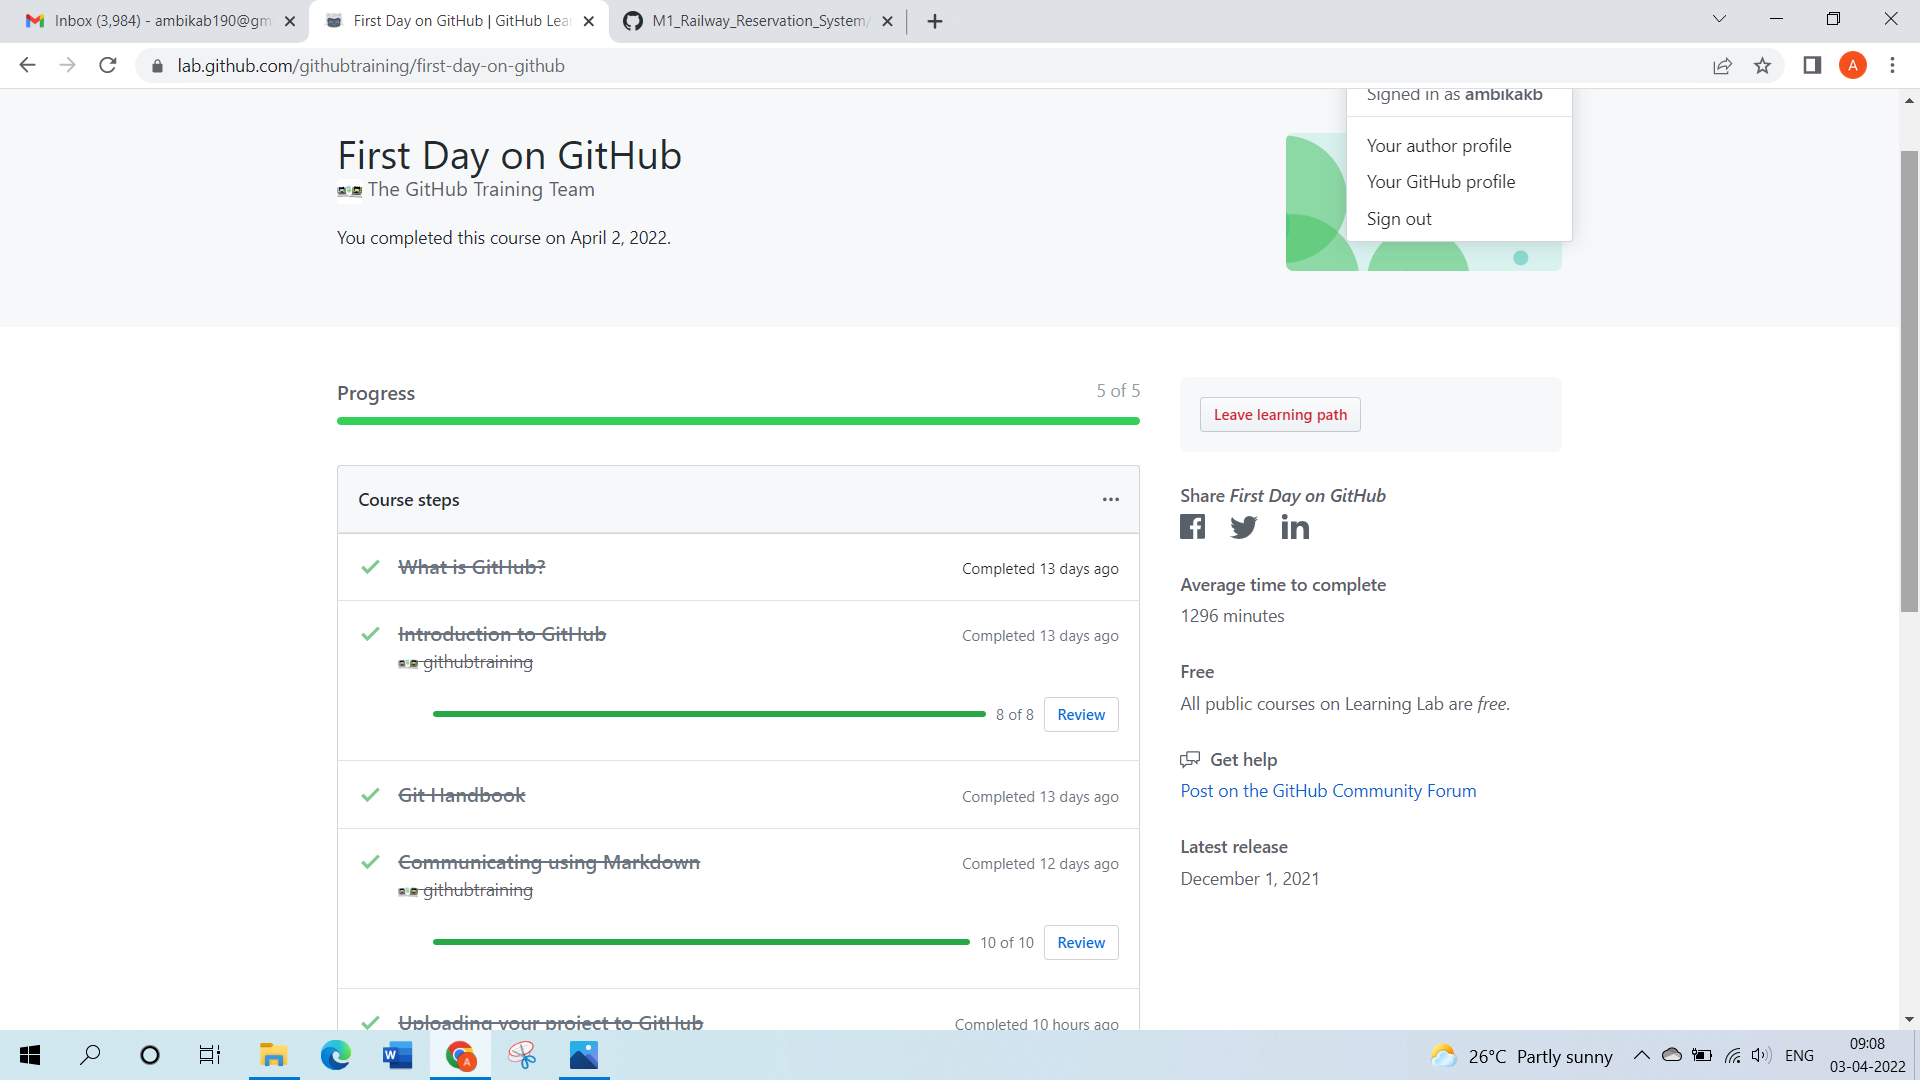 Inbox (3,984) - ambikab190@gm
First Day on GitHub | GitHub Lea
M1_Railway_Reservation_System/
lab.github.com/githubtraining/first-day-on-github
A
Signed in as ambikakb
Your author profile
Your GitHub profile
Sign out
First Day on GitHub
The GitHub Training Team
You completed this course on April 2, 2022.
Progress
5 of 5
Leave learning path
Course steps
What is GitHub?
Completed 13 days ago
Introduction to GitHub
Completed 13 days ago
githubtraining
8 of 8
Review
Git Handbook
Completed 13 days ago
Communicating using Markdown
Completed 12 days ago
githubtraining
10 of 10
Review
Uploading your project to GitHub
Completed 10 hours ago
Share First Day on GitHub
Average time to complete
1296 minutes
Free
All public courses on Learning Lab are free.
Get help
Post on the GitHub Community Forum
Latest release
December 1, 2021
26°C Partly sunny
ENG
09:08
03-04-2022